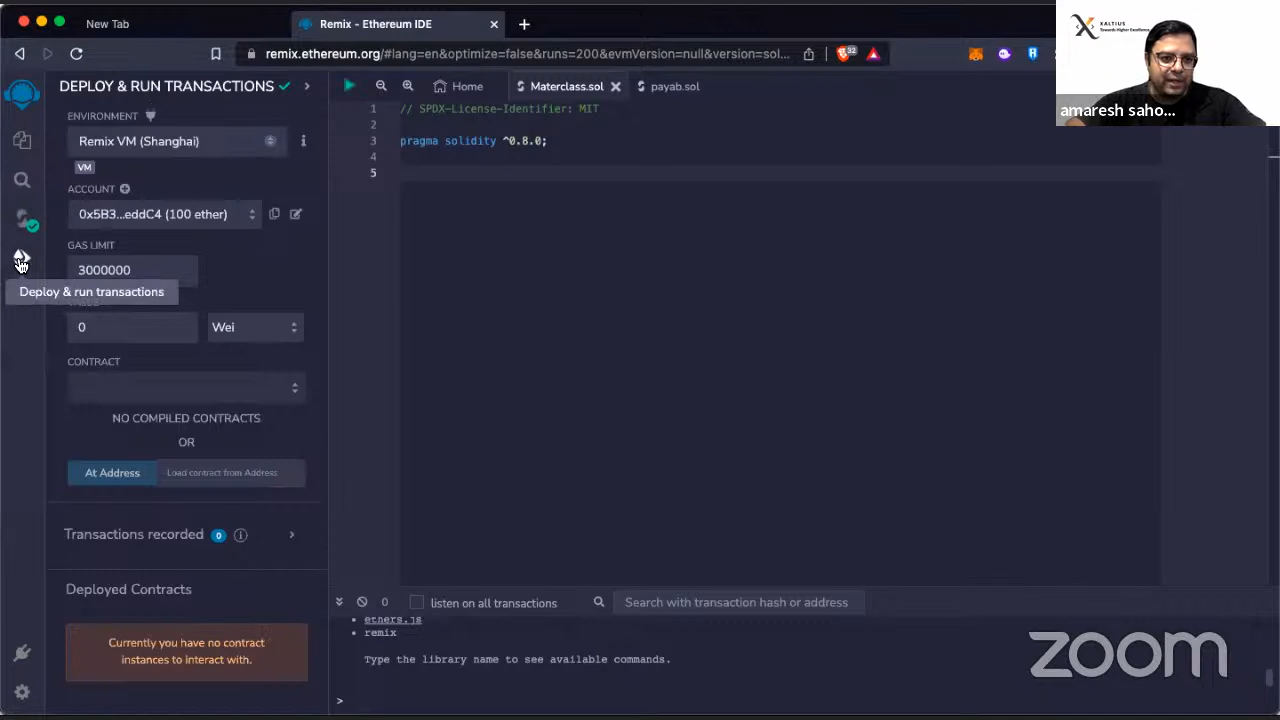 New Tab
Remix - Ethereum IDE
remix.ethereum.org/#lang=en&optimize=false&runs=200&evmVersion=null&version=sol...
32
XALTIUS
Towards Higher Excellence
amaresh saho...
DEPLOY & RUN TRANSACTIONS
ENVIRONMENT
Remix VM (Shanghai)
VM
ACCOUNT
0x5B3...eddC4 (100 ether)
GAS LIMIT
3000000
Deploy & run transactions
0
Wei
CONTRACT
NO COMPILED CONTRACTS
OR
At Address
Load contract from Address
Transactions recorded 0
Deployed Contracts
Currently you have no contract
instances to interact with.
Home
Materclass.sol
payab.sol
1 // SPDX-License-Identifier: MIT
2
3 pragma solidity ^0.8.0;
4
5
0
listen on all transactions
Search with transaction hash or address
ethers.js
remix
Type the library name to see available commands.
>
zoom